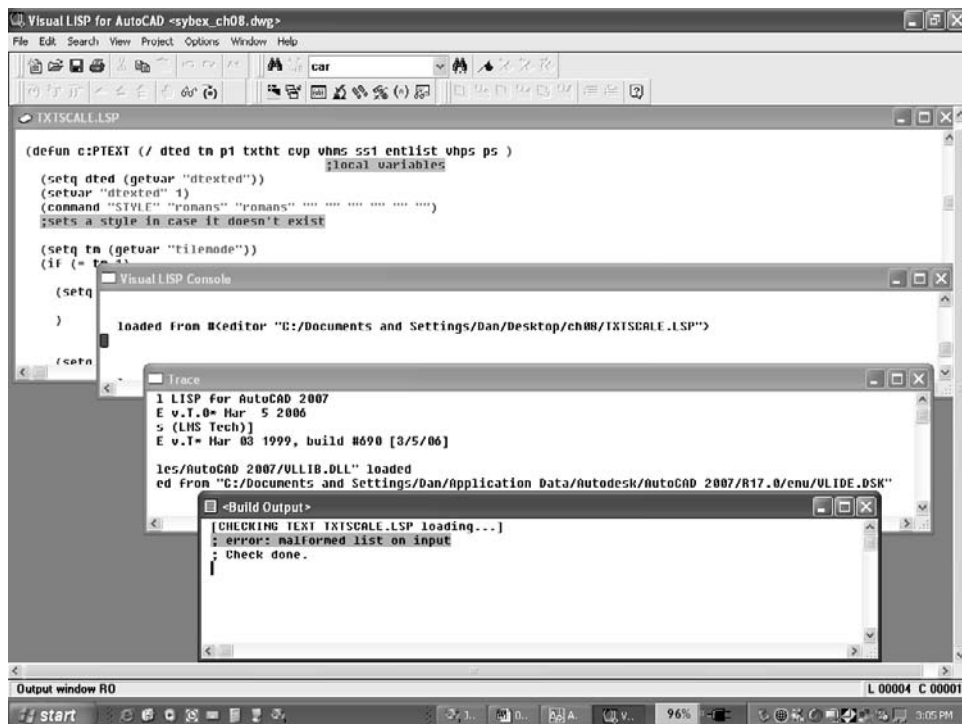 Visual LISP for AutoCAD <sybex_ch08.dwg>
File Edit Search View Project Options Window Help
car
TXTSCALE.LSP
(defun c:PTEXT (/ dted tm p1 txtht cvp vhms ss1 entlist vhps ps )
;local variables
(setq dted (getvar "dtexted"))
(setvar "dtexted" 1)
(command "STYLE" "romans" "romans" "" "" "" "" "" "")
;sets a style in case it doesn't exist
(setq tm (getvar "tilemode"))
(if (= tm 1)
(setq
)
(setq
Visual LISP Console
loaded from #<editor "C:/Documents and Settings/Dan/Desktop/ch08/TXTSCALE.LSP">
Trace
l LISP for AutoCAD 2007
E v.T.0* Mar 5 2006
s (LMS Tech)]
E v.T* Mar 03 1999, build #690 [3/5/06]
les/AutoCAD 2007/VLLIB.DLL" loaded
ed from "C:/Documents and Settings/Dan/Application Data/Autodesk/AutoCAD 2007/R17.0/enu/VLIDE.DSK"
<Build Output>
[CHECKING TEXT TXTSCALE.LSP loading...]
; error: malformed list on input
; Check done.
Output window RO
L 00004 C 00001
start
J..
D..
A.
V..
96%
3:05 PM